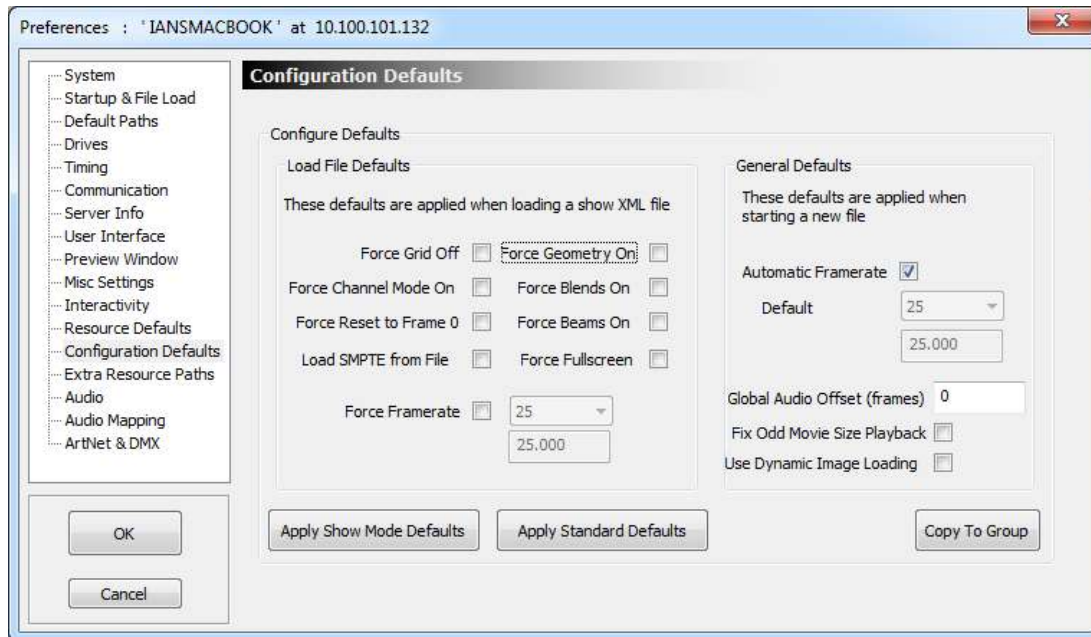 Preferences : ' IANSMACBOOK ' at 10.100.101.132
X
System
Startup & File Load
Default Paths
Drives
Timing
Communication
Server Info
User Interface
Preview Window
Misc Settings
Interactivity
Resource Defaults
Configuration Defaults
Extra Resource Paths
Audio
Audio Mapping
ArtNet & DMX
OK
Cancel
Configuration Defaults
Configure Defaults
Load File Defaults
These defaults are applied when loading a show XML file
Force Grid Off Force Geometry On
Force Channel Mode On Force Blends On
Force Reset to Frame 0 Force Beams On
Load SMPTE from File Force Fullscreen
Force Framerate 25
25.000
General Defaults
These defaults are applied when
starting a new file
Automatic Framerate
Default 25
25.000
Global Audio Offset (frames) 0
Fix Odd Movie Size Playback
Use Dynamic Image Loading
Apply Show Mode Defaults Apply Standard Defaults Copy To Group